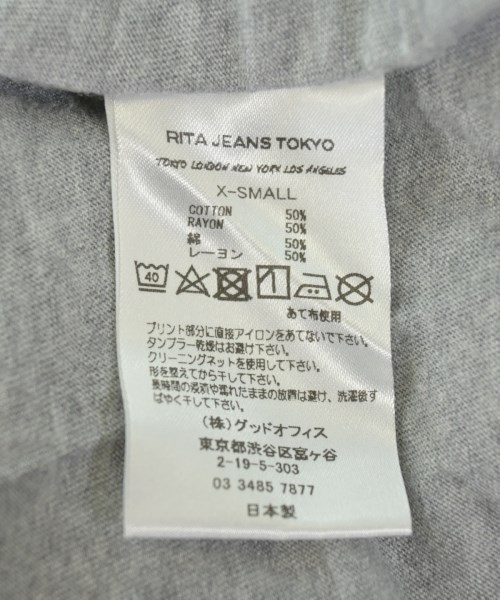 RITA JEANS TOKYO
TOKYO LONDON NEW YORK LOS ANGELES
X-SMALL
COTTON 50%
RAYON 50%
綿 50%
レーヨン 50%
40
あて布使用
プリント部分に直接アイロンをあてないで下さい。
タンブラー乾燥はお避け下さい。
クリーニングネットを使用して下さい。
形を整えてから干して下さい。
長時間の浸漬や濡れたままの放置は避け、洗濯後す
ばやく干して下さい。
(株)グッドオフィス
東京都渋谷区富ヶ谷
2-19-5-303
03 3485 7877
日本製